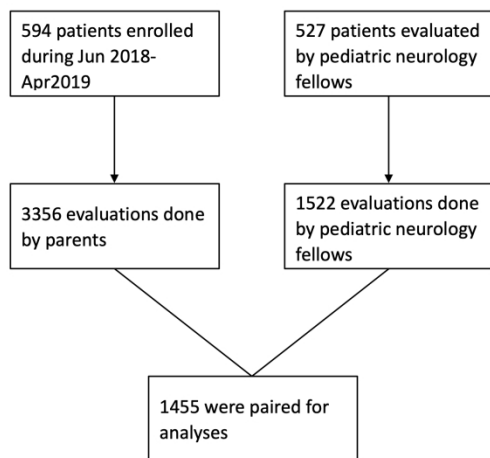 594 patients enrolled
during Jun 2018-
Apr2019
527 patients evaluated
by pediatric neurology
fellows
3356 evaluations done
by parents
1522 evaluations done
by pediatric neurology
fellows
1455 were paired for
analyses